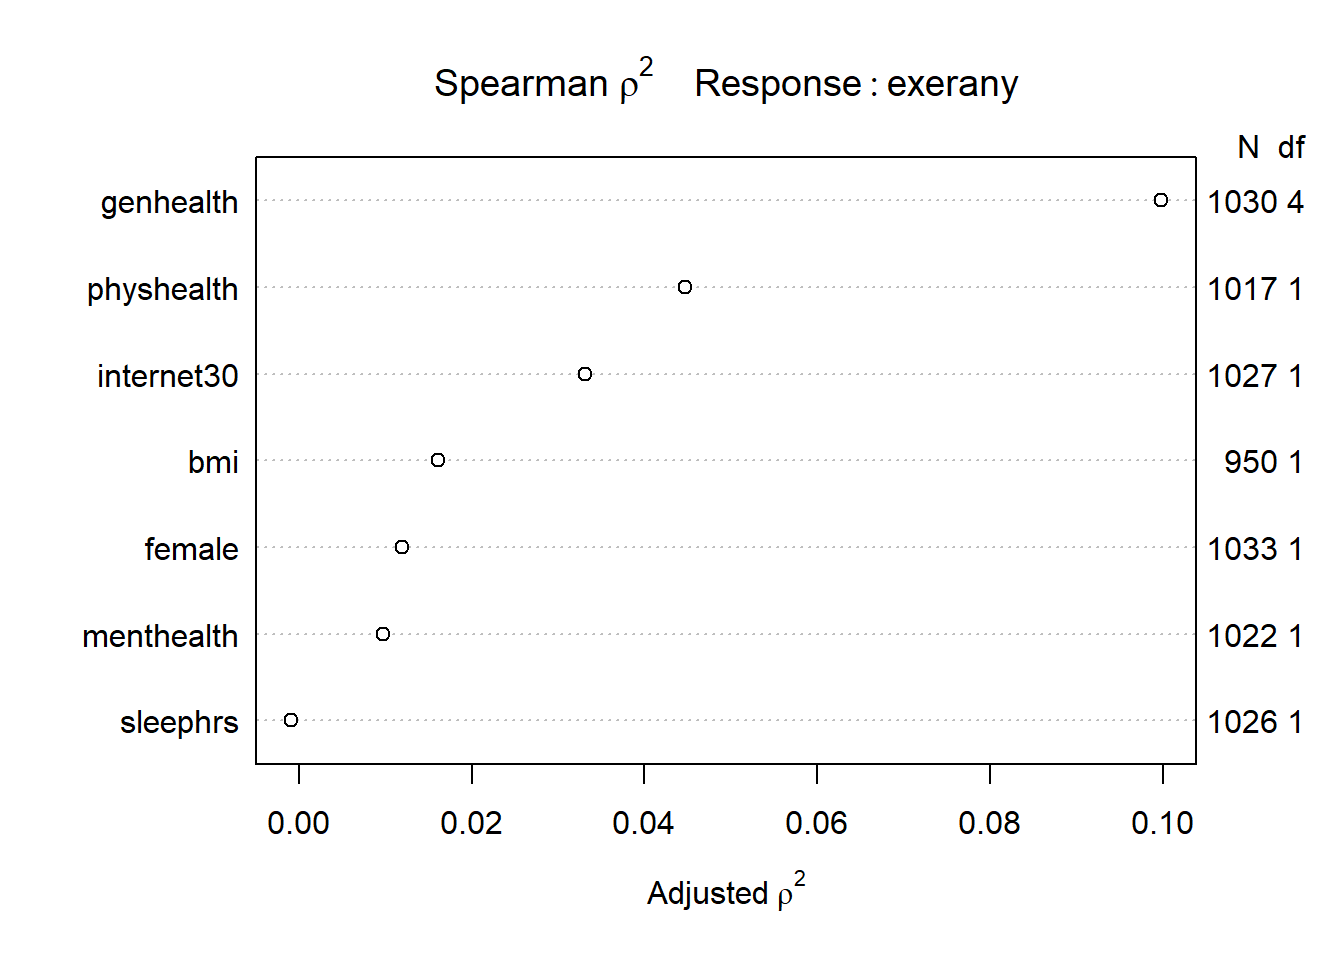 Spearman ρ² Response : exerany
N df
genhealth 1030 4
physhealth 1017 1
internet30 1027 1
bmi 950 1
female 1033 1
menthealth 1022 1
sleephrs 1026 1
0.00 0.02 0.04 0.06 0.08 0.10
Adjusted ρ²